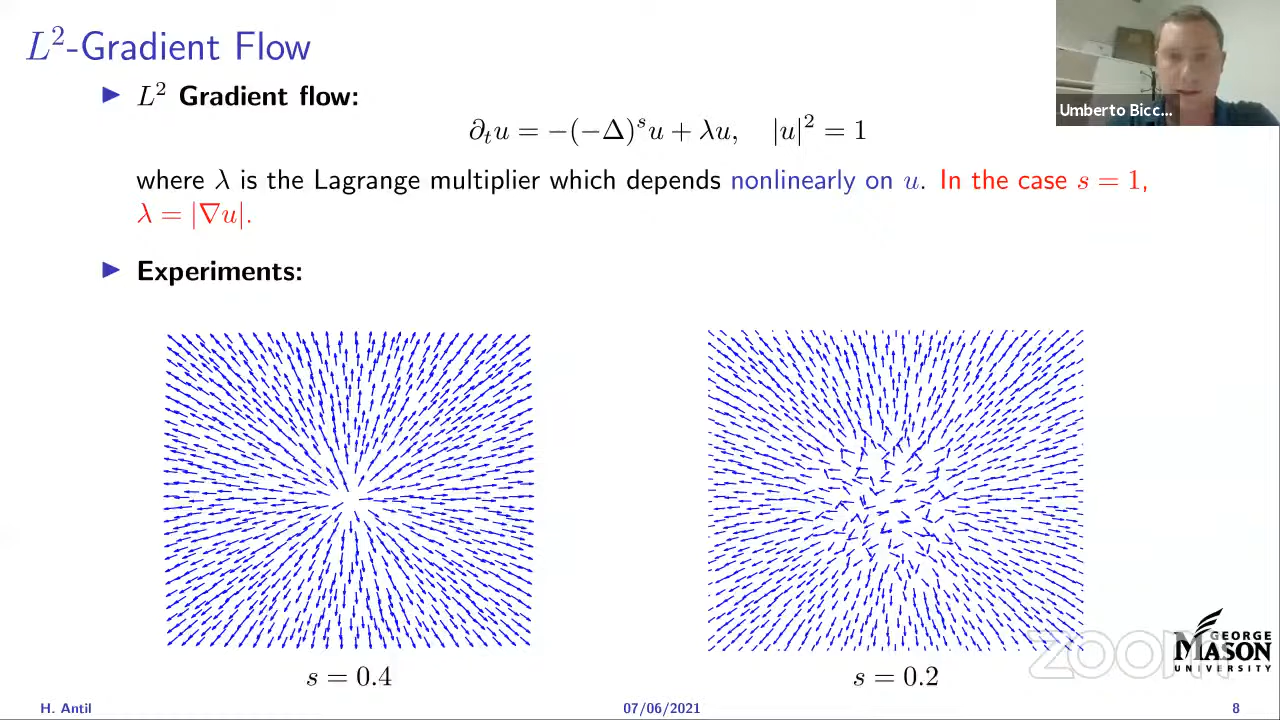 L²-Gradient Flow
Umberto Bicc...
▶ L² Gradient flow:
∂ₜu = −(−Δ)ˢu + λu, |u|² = 1
where λ is the Lagrange multiplier which depends nonlinearly on u. In the case s = 1,
λ = |∇u|.
▶ Experiments:
s = 0.4
s = 0.2
zoom
GEORGE
MASON
UNIVERSITY
H. Antil
07/06/2021
8